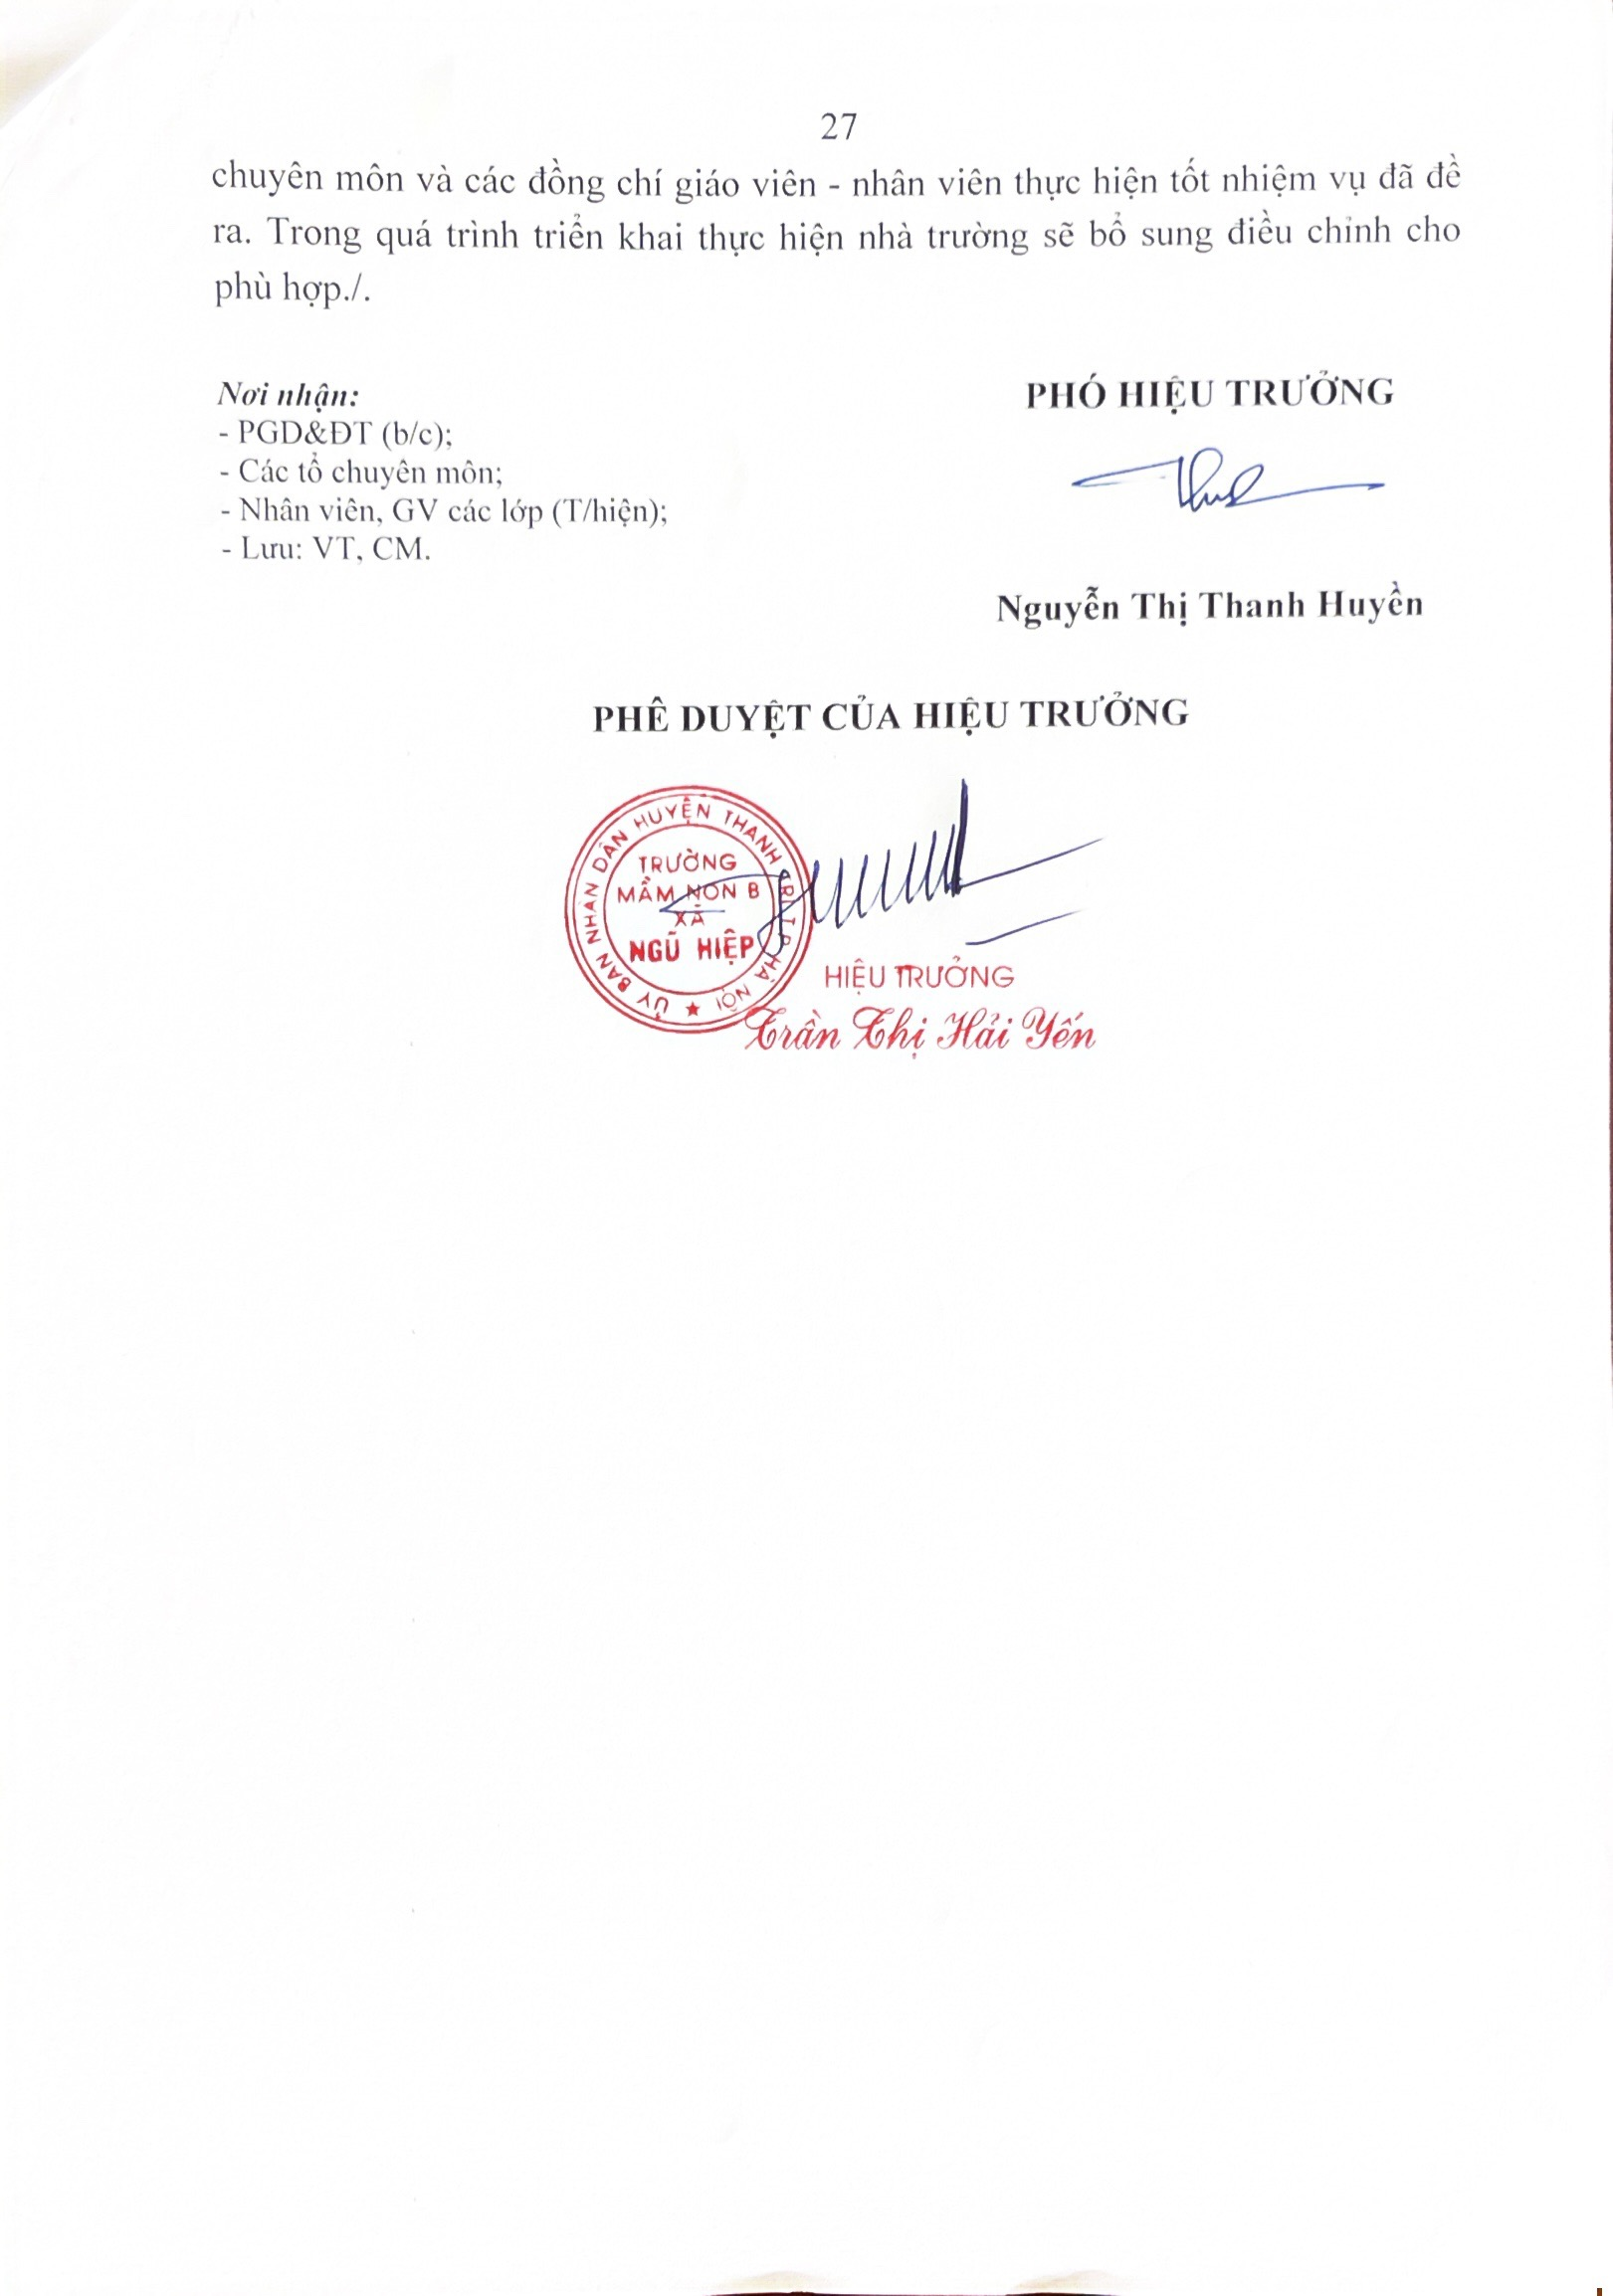 27
chuyên môn và các đồng chí giáo viên - nhân viên thực hiện tốt nhiệm vụ đã đề
ra. Trong quá trình triển khai thực hiện nhà trường sẽ bổ sung điều chỉnh cho
phù hợp./.
Nơi nhận:
- PGD&ĐT (b/c);
- Các tổ chuyên môn;
- Nhân viên, GV các lớp (T/hiện);
- Lưu: VT, CM.
PHÓ HIỆU TRƯỞNG
Nguyễn Thị Thanh Huyền
PHÊ DUYỆT CỦA HIỆU TRƯỞNG
ỦY BAN NHÂN DÂN HUYỆN THANH TRÌ T.P HÀ NỘI
TRƯỜNG
MẦM NON B
XÃ
NGŨ HIỆP
HIỆU TRƯỞNG
Trần Thị Hải Yến